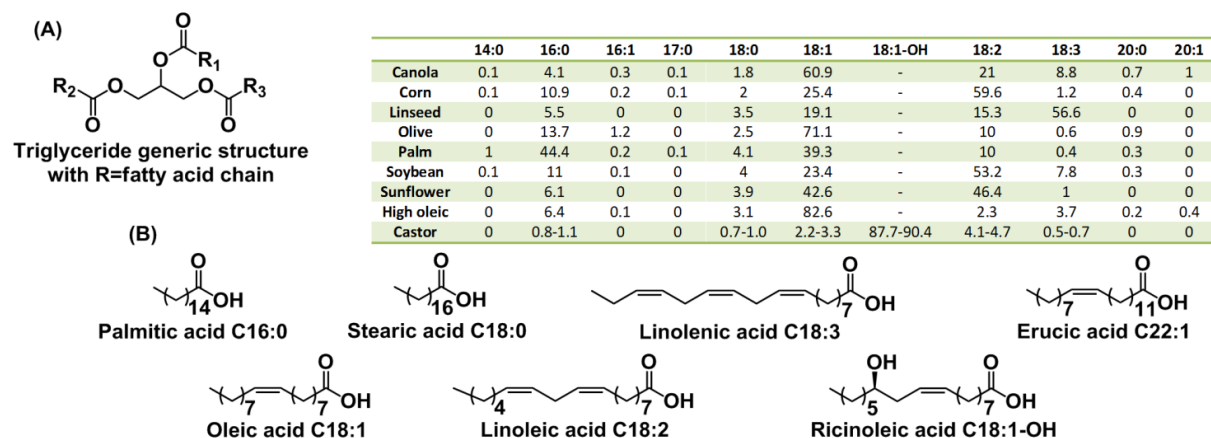 (A)
O
O
R1
R2
O
O
R3
O
O
Triglyceride generic structure
with R=fatty acid chain
14:0 16:0 16:1 17:0 18:0 18:1 18:1-OH 18:2 18:3 20:0 20:1
Canola 0.1 4.1 0.3 0.1 1.8 60.9 - 21 8.8 0.7 1
Corn 0.1 10.9 0.2 0.1 2 25.4 - 59.6 1.2 0.4 0
Linseed 0 5.5 0 0 3.5 19.1 - 15.3 56.6 0 0
Olive 0 13.7 1.2 0 2.5 71.1 - 10 0.6 0.9 0
Palm 1 44.4 0.2 0.1 4.1 39.3 - 10 0.4 0.3 0
Soybean 0.1 11 0.1 0 4 23.4 - 53.2 7.8 0.3 0
Sunflower 0 6.1 0 0 3.9 42.6 - 46.4 1 0 0
High oleic 0 6.4 0.1 0 3.1 82.6 - 2.3 3.7 0.2 0.4
Castor 0 0.8-1.1 0 0 0.7-1.0 2.2-3.3 87.7-90.4 4.1-4.7 0.5-0.7 0 0
(B)
O
14 OH
Palmitic acid C16:0
O
16 OH
Stearic acid C18:0
O
7 OH
Linolenic acid C18:3
O
7 11 OH
Erucic acid C22:1
O
7 7 OH
Oleic acid C18:1
O
4 7 OH
Linoleic acid C18:2
OH O
5 7 OH
Ricinoleic acid C18:1-OH